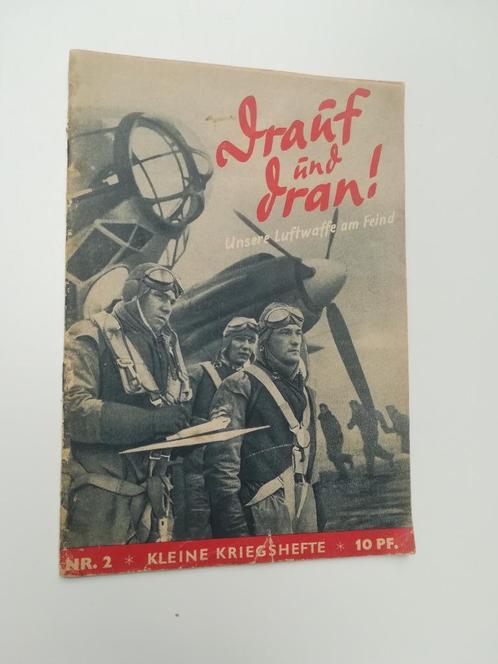 Drauf
und
dran!
Unsere Luftwaffe am Feind
NR. 2 * KLEINE KRIEGSHEFTE * 10 PF.